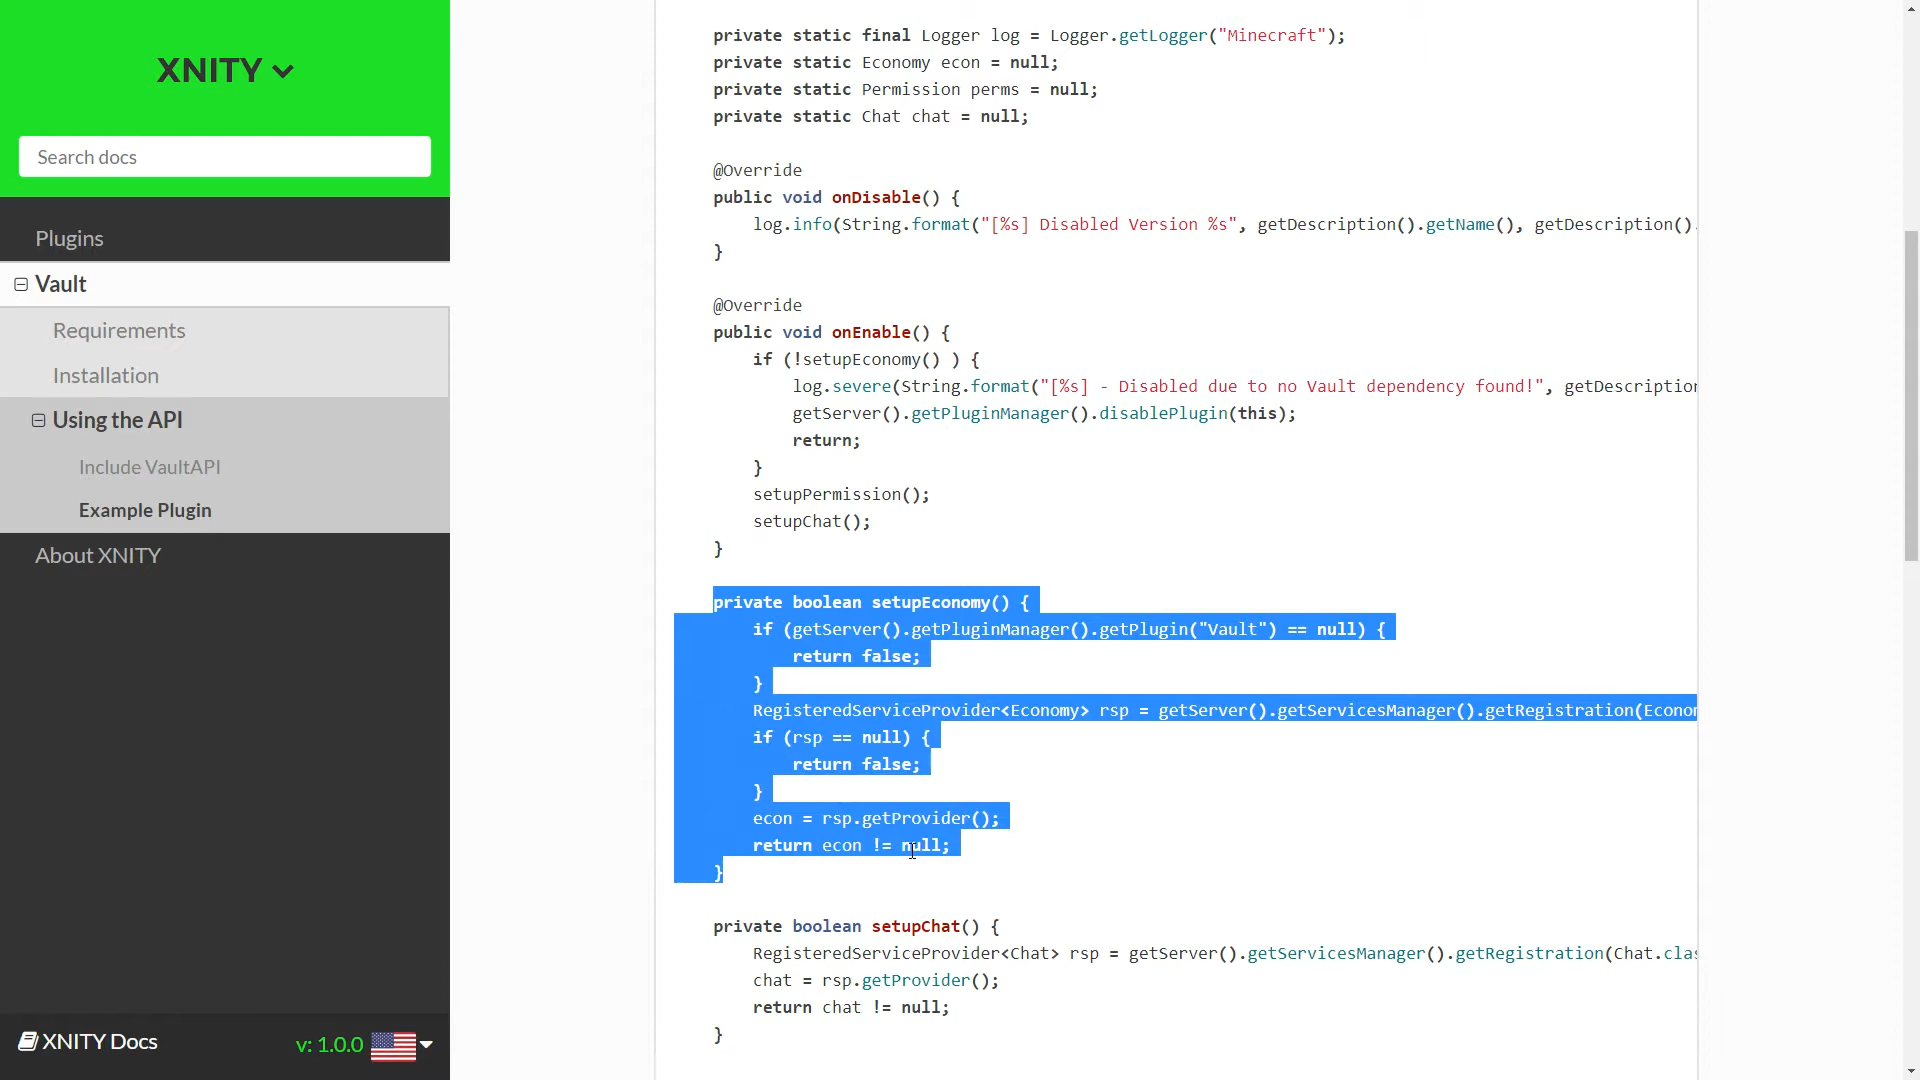 XNITY
Search docs
Plugins
Vault
Requirements
Installation
Using the API
Include VaultAPI
Example Plugin
About XNITY
XNITY Docs
v: 1.0.0
private static final Logger log = Logger.getLogger("Minecraft");
private static Economy econ = null;
private static Permission perms = null;
private static Chat chat = null;
@Override
public void onDisable() {
log.info(String.format("[%s] Disabled Version %s", getDescription().getName(), getDescription().
}
@Override
public void onEnable() {
if (!setupEconomy() ) {
log.severe(String.format("[%s] - Disabled due to no Vault dependency found!", getDescription
getServer().getPluginManager().disablePlugin(this);
return;
}
setupPermission();
setupChat();
}
private boolean setupEconomy() {
if (getServer().getPluginManager().getPlugin("Vault") == null) {
return false;
}
RegisteredServiceProvider<Economy> rsp = getServer().getServicesManager().getRegistration(Econom
if (rsp == null) {
return false;
}
econ = rsp.getProvider();
return econ != null;
}
private boolean setupChat() {
RegisteredServiceProvider<Chat> rsp = getServer().getServicesManager().getRegistration(Chat.clas
chat = rsp.getProvider();
return chat != null;
}